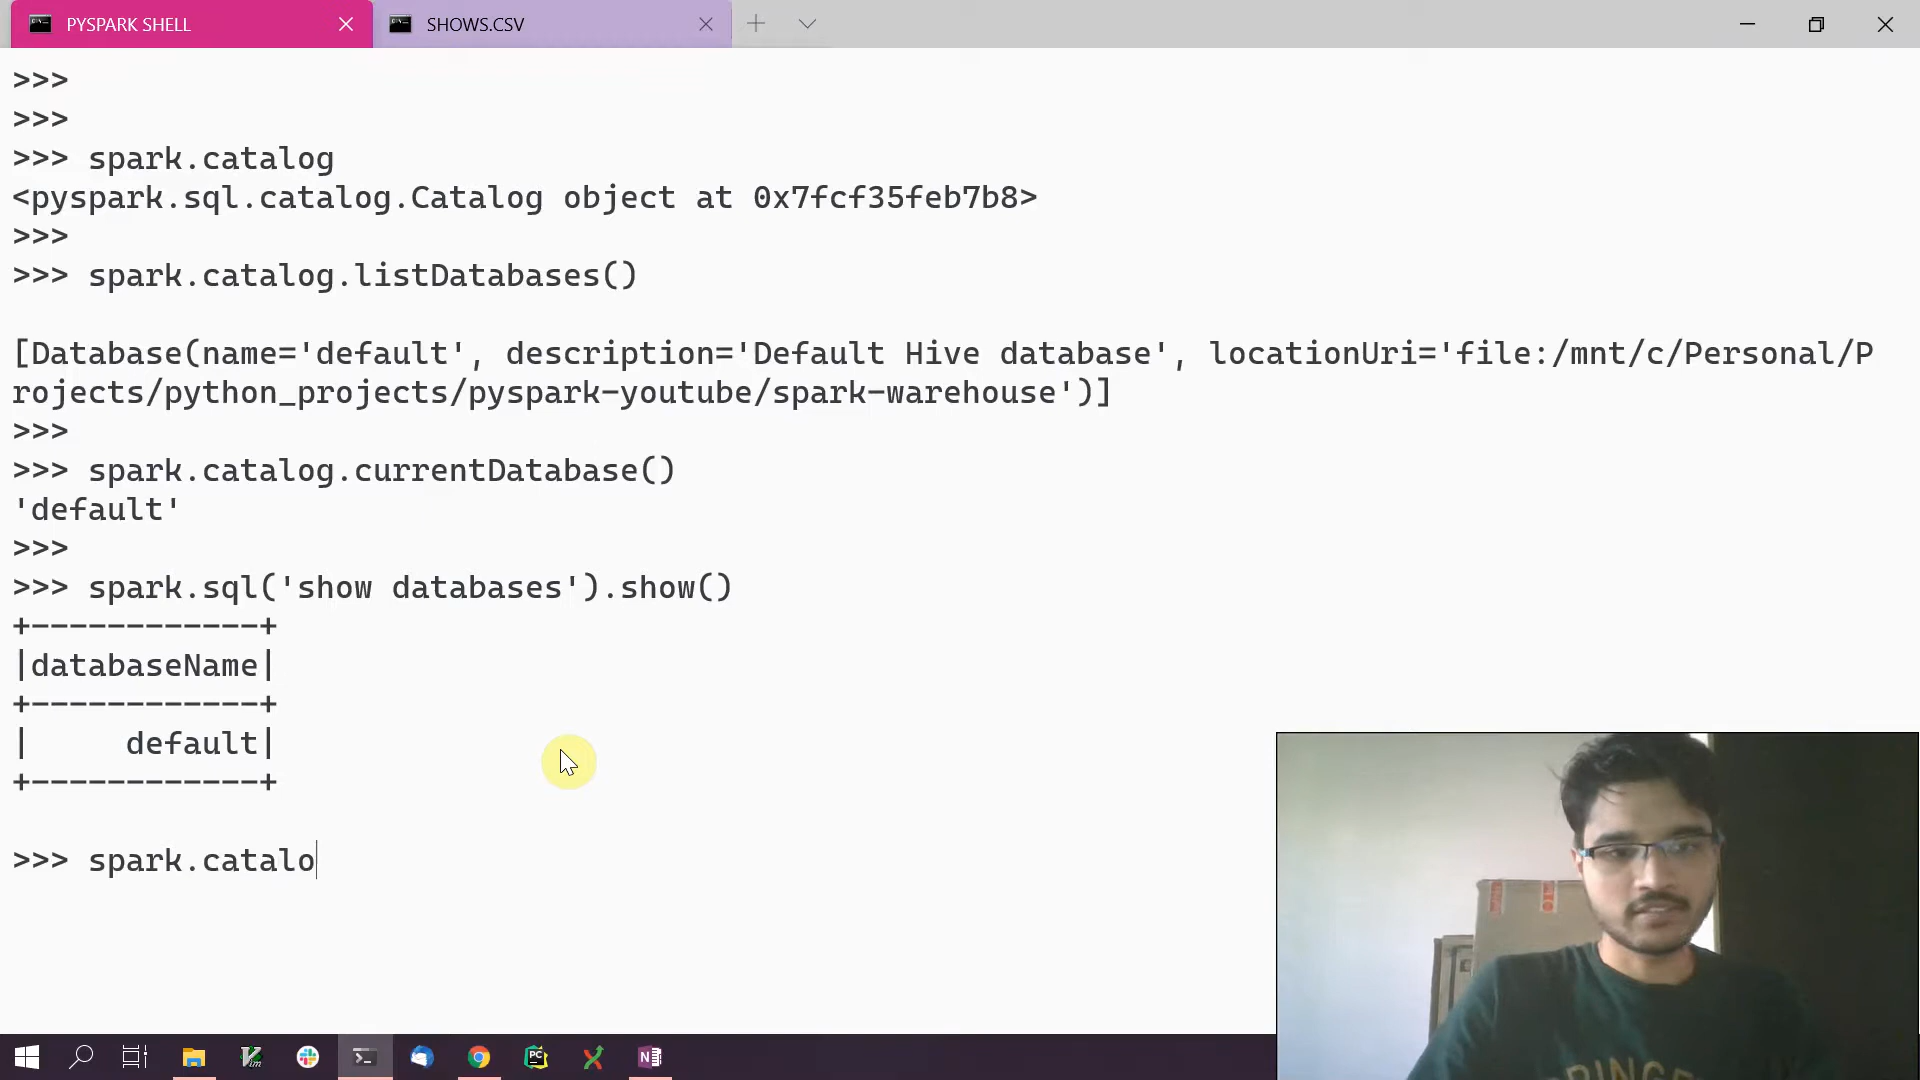 PYSPARK SHELL
SHOWS.CSV
>>>
>>>
>>> spark.catalog
<pyspark.sql.catalog.Catalog object at 0x7fcf35feb7b8>
>>>
>>> spark.catalog.listDatabases()
[Database(name='default', description='Default Hive database', locationUri='file:/mnt/c/Personal/P
rojects/python_projects/pyspark-youtube/spark-warehouse')]
>>>
>>> spark.catalog.currentDatabase()
'default'
>>>
>>> spark.sql('show databases').show()
+------------+
|databaseName|
+------------+
|     default|
+------------+
>>> spark.catalo